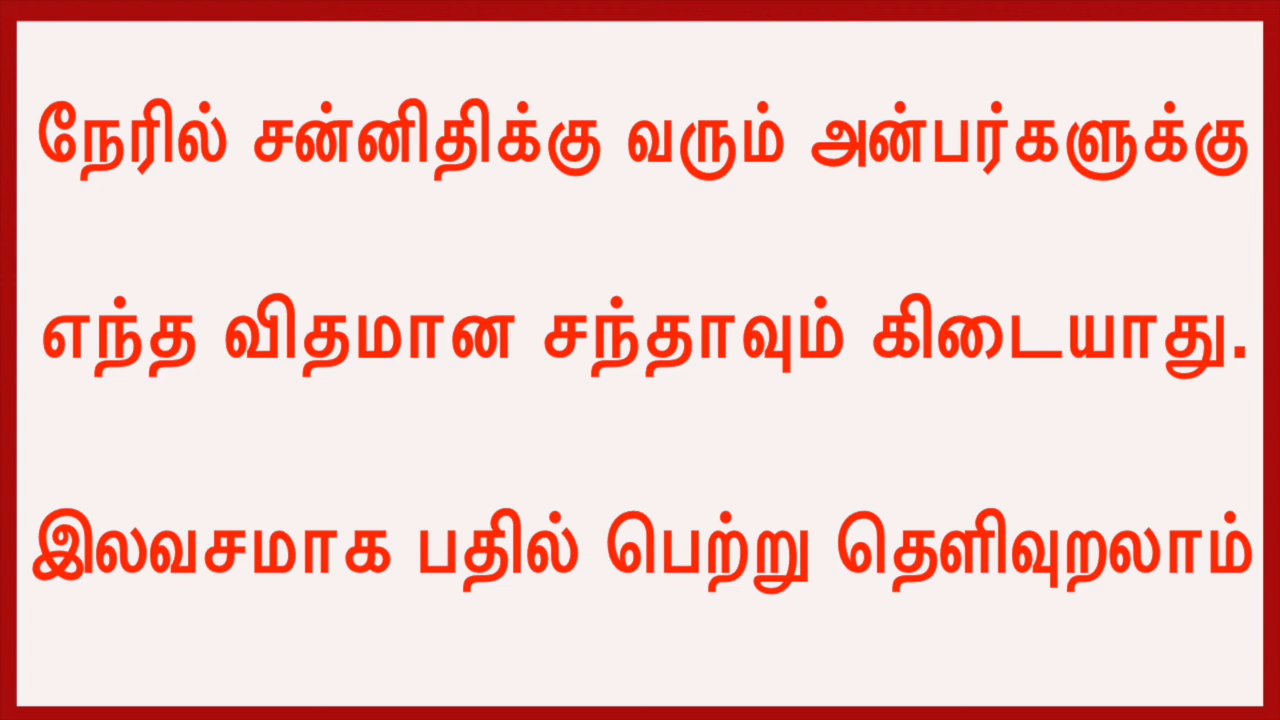 நேரில் சன்னிதிக்கு வரும் அன்பர்களுக்கு
எந்த விதமான சந்தாவும் கிடையாது.
இலவசமாக பதில் பெற்று தெளிவுறலாம்